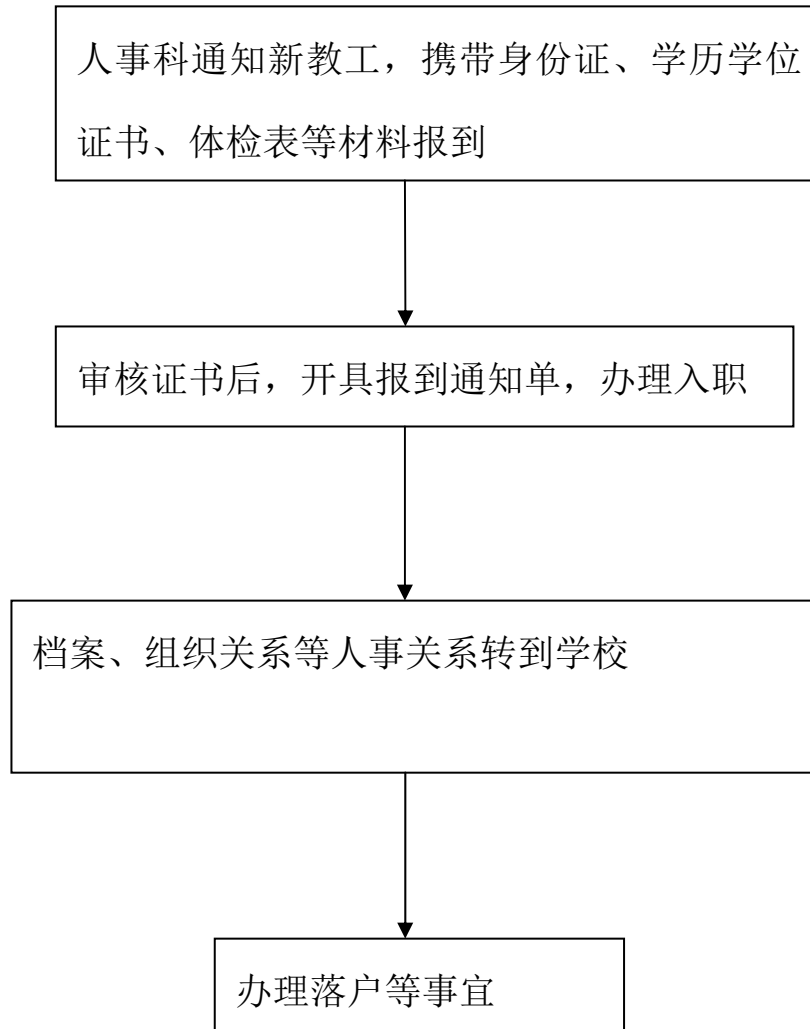 人事科通知新教工，携带身份证、学历学位
证书、体检表等材料报到
审核证书后，开具报到通知单，办理入职
档案、组织关系等人事关系转到学校
办理落户等事宜